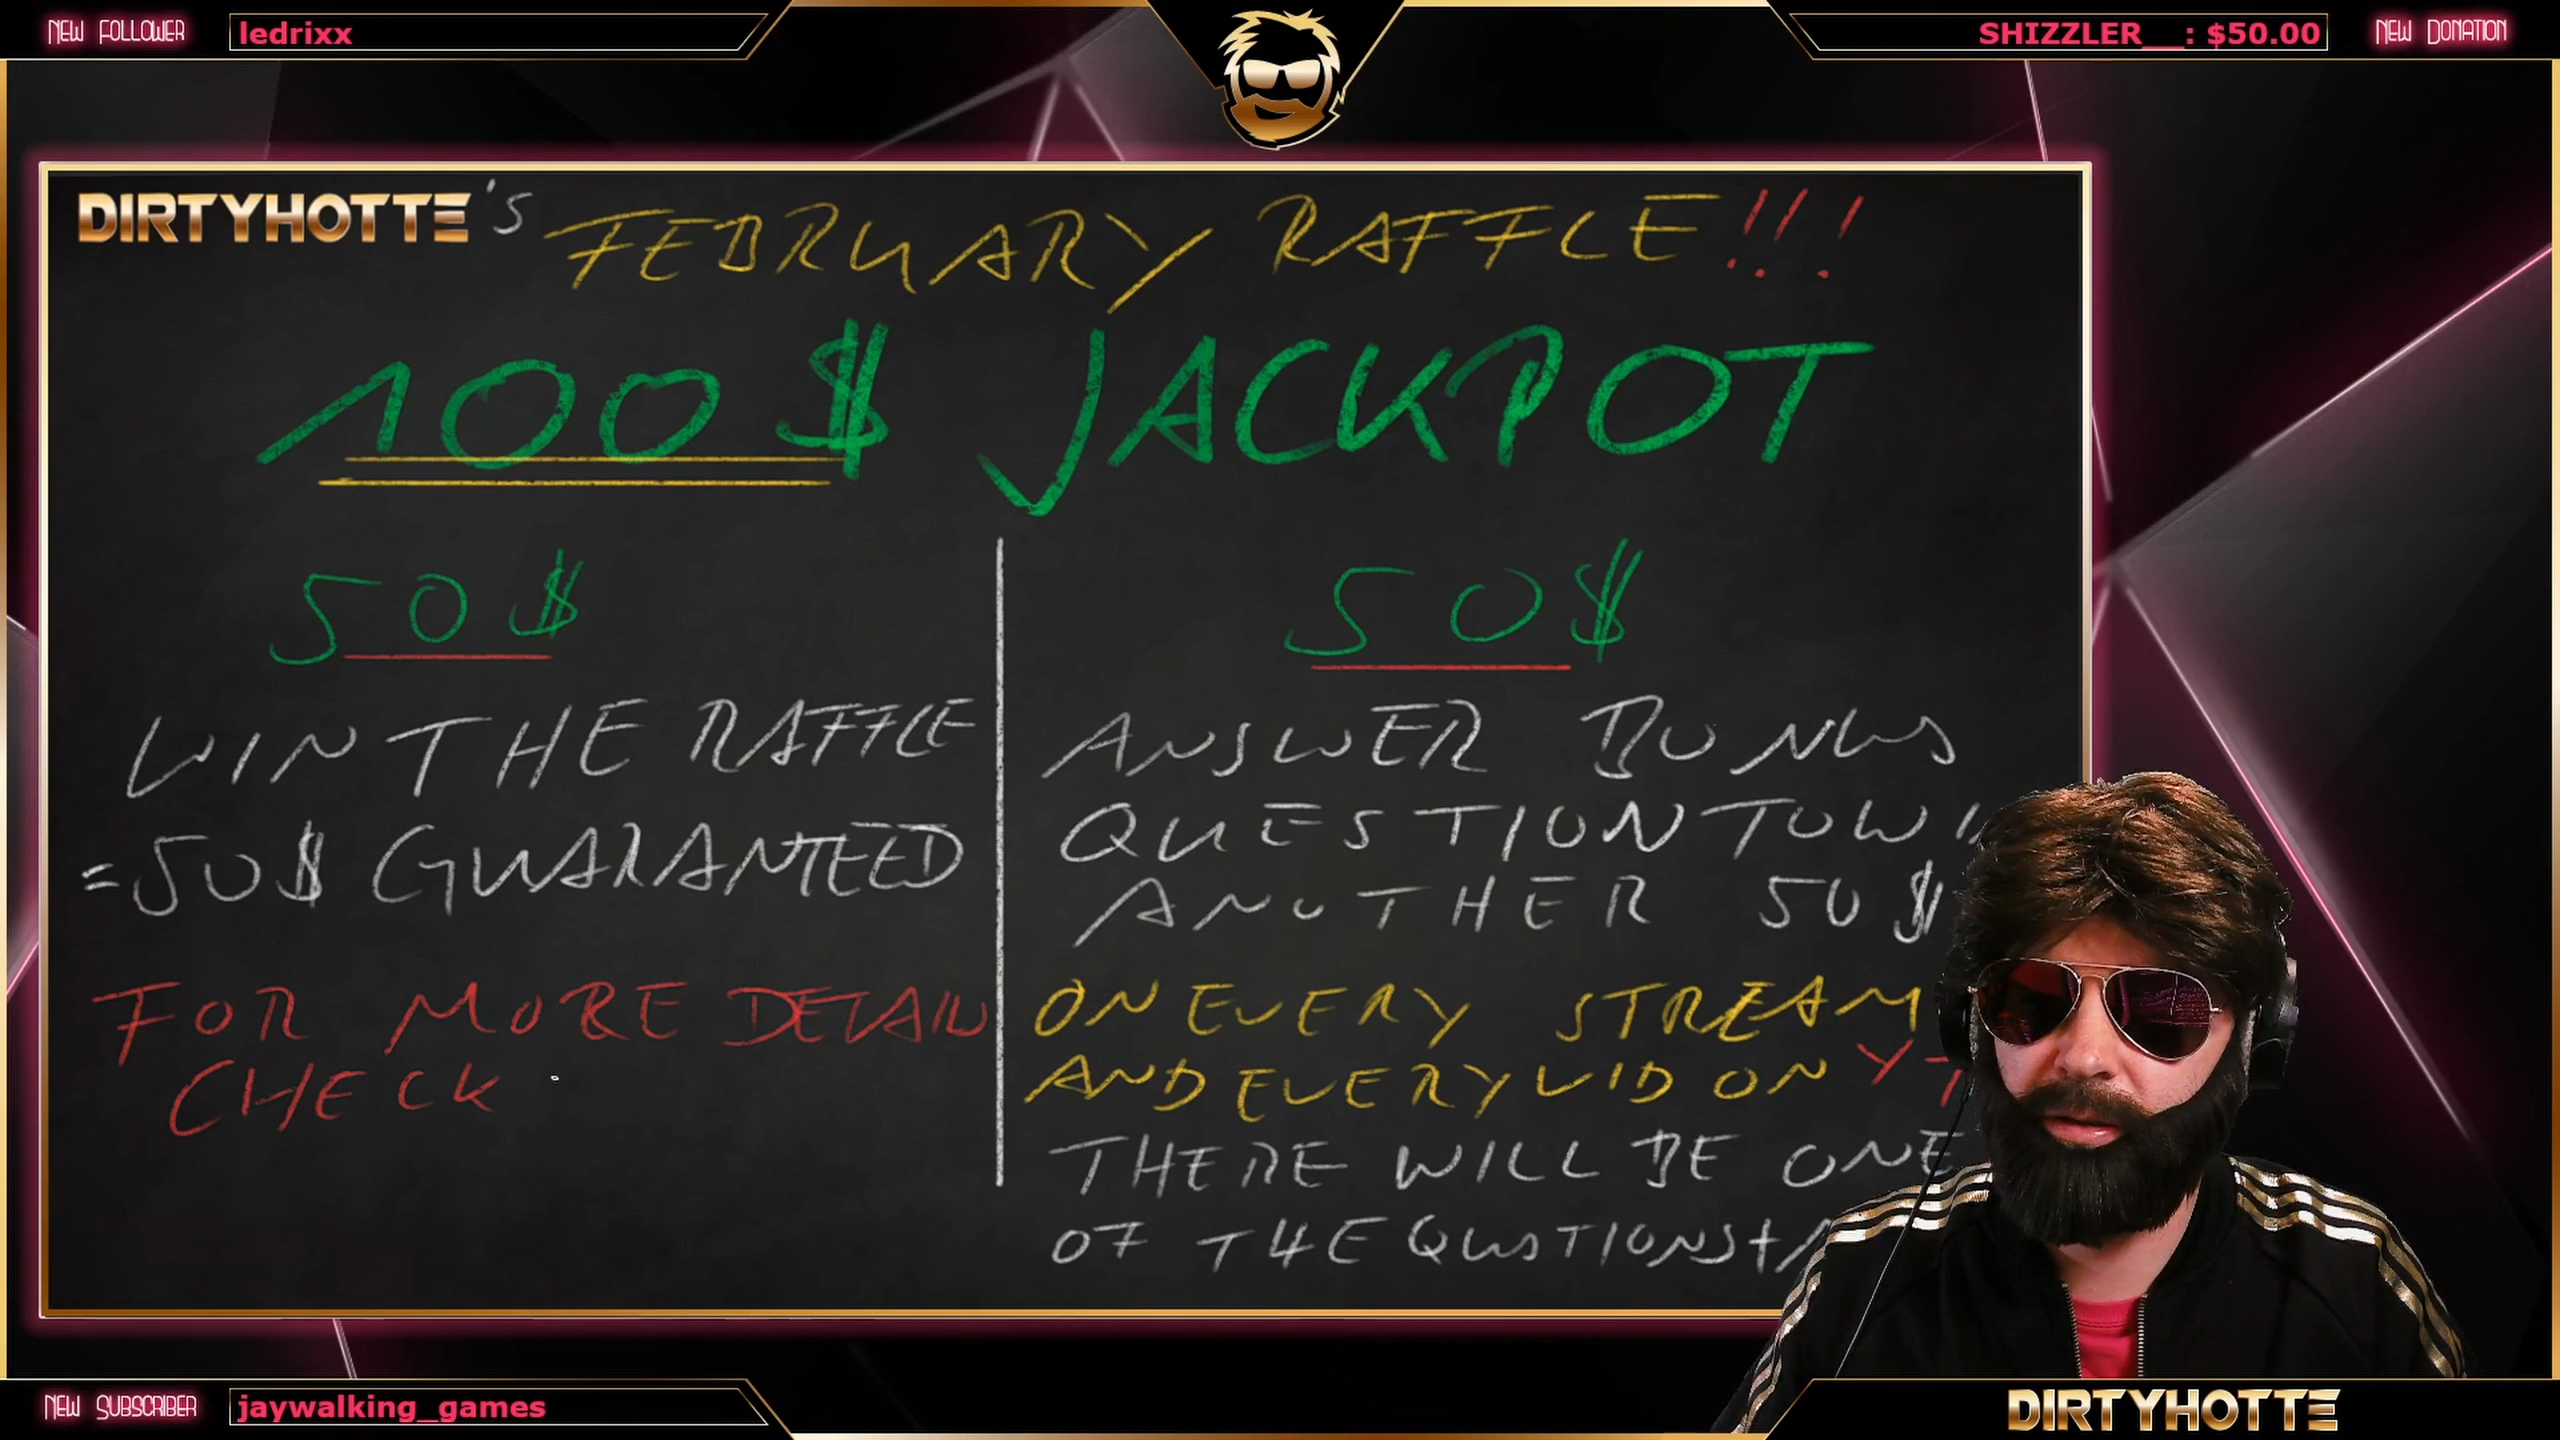 NEW FOLLOWER
ledrixx
SHIZZLER__: $50.00
NEW DONATION
DIRTYHOTTE's FEBRUARY RAFFLE!!!
100$ JACKPOT
50$
WIN THE RAFFLE
=50$ GUARANTEED
FOR MORE DETAILS
CHECK
50$
ANSWER BONUS
QUESTION TO
ANOTHER 50$
ON EVERY STREAM
AND EVERY VID ON YT
THERE WILL BE ONE
OF THE QUSTIONS+
NEW SUBSCRIBER
jaywalking_games
DIRTYHOTTE